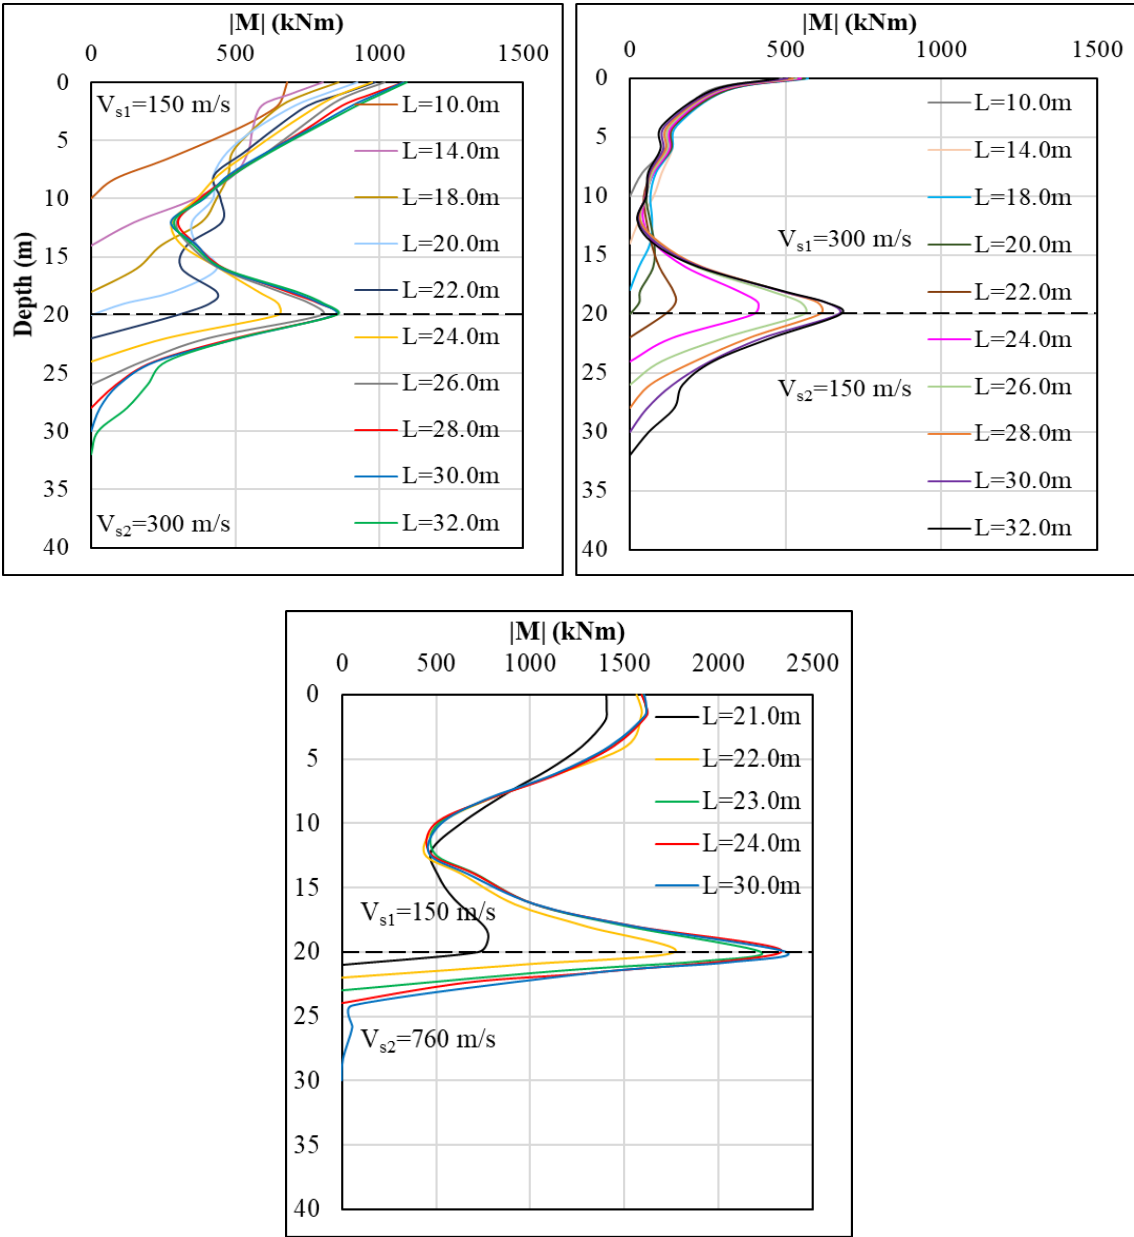 |M| (kNm)
0 500 1000 1500
0
5
10
15
20
25
30
35
40
Depth (m)
Vs1=150 m/s
Vs2=300 m/s
L=10.0m
L=14.0m
L=18.0m
L=20.0m
L=22.0m
L=24.0m
L=26.0m
L=28.0m
L=30.0m
L=32.0m
|M| (kNm)
0 500 1000 1500
0
5
10
15
20
25
30
35
40
Vs1=300 m/s
Vs2=150 m/s
L=10.0m
L=14.0m
L=18.0m
L=20.0m
L=22.0m
L=24.0m
L=26.0m
L=28.0m
L=30.0m
L=32.0m
|M| (kNm)
0 500 1000 1500 2000 2500
0
5
10
15
20
25
30
35
40
Vs1=150 m/s
Vs2=760 m/s
L=21.0m
L=22.0m
L=23.0m
L=24.0m
L=30.0m